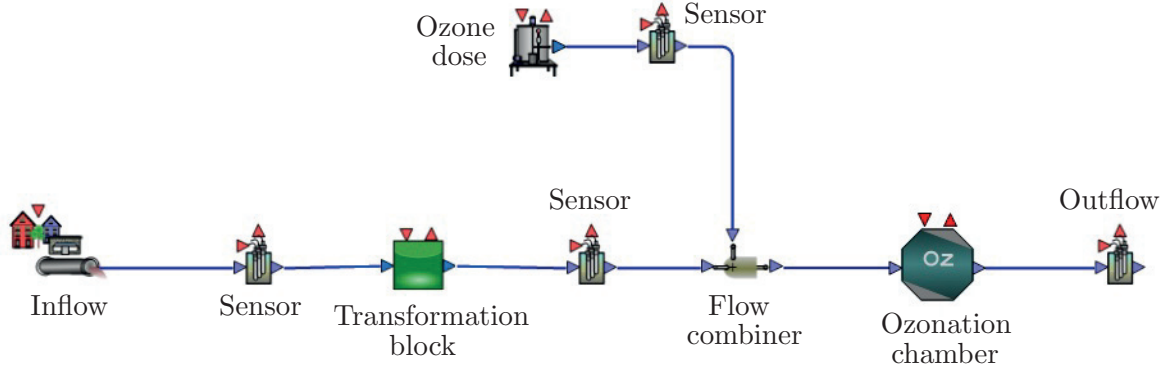 Ozone
dose
Sensor
Sensor
Outflow
Oz
Inflow
Sensor
Transformation
block
Flow
combiner
Ozonation
chamber